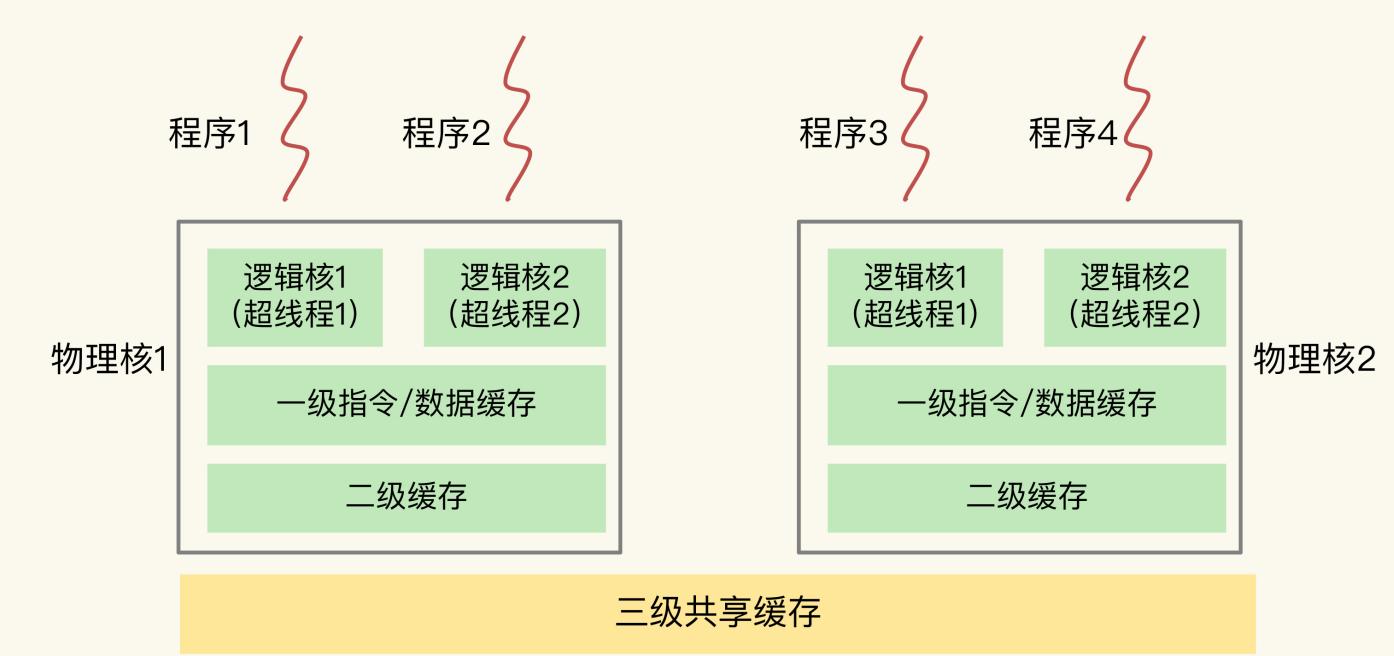 程序1
程序2
程序3
程序4
物理核1
逻辑核1
(超线程1)
逻辑核2
(超线程2)
一级指令/数据缓存
二级缓存
逻辑核1
(超线程1)
逻辑核2
(超线程2)
一级指令/数据缓存
二级缓存
物理核2
三级共享缓存